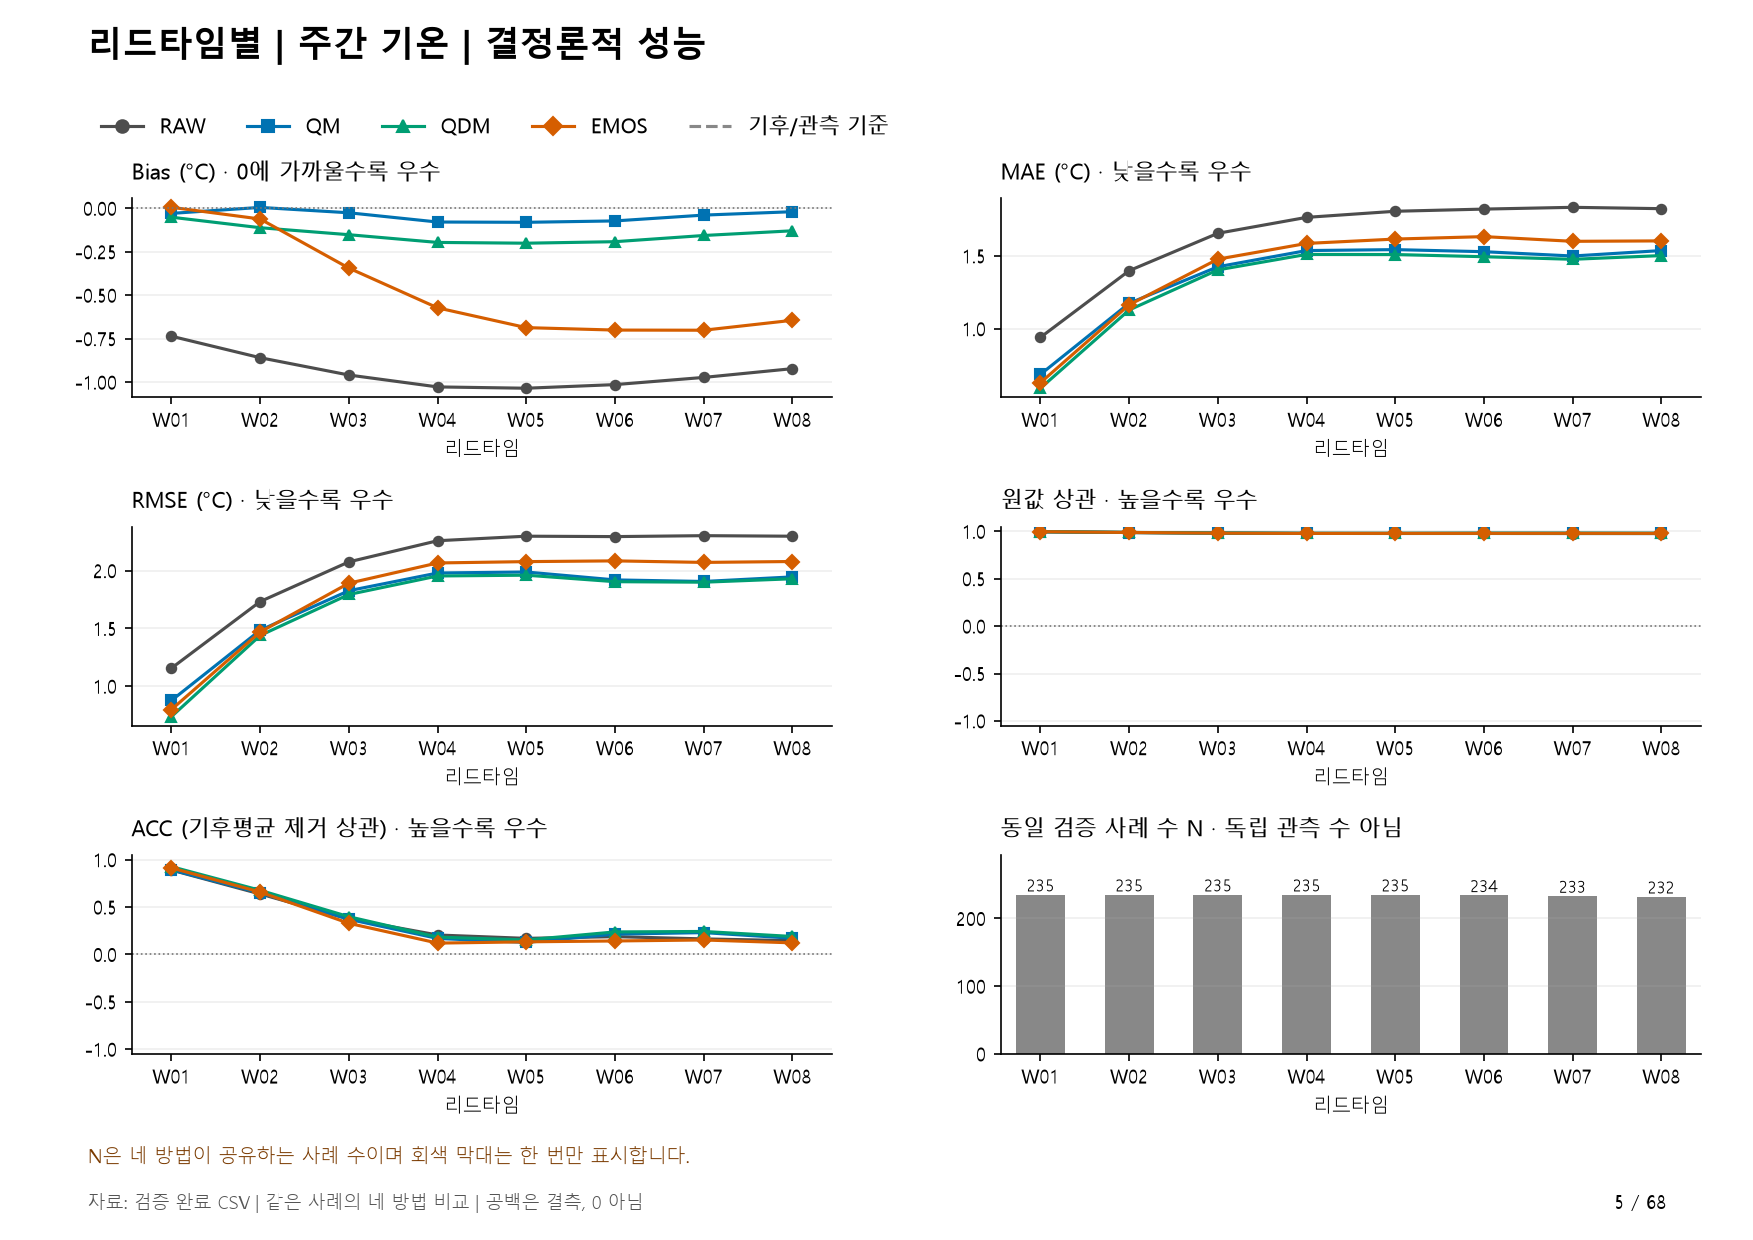 리드타임별 | 주간 기온 | 결정론적 성능
RAW QM QDM EMOS 기후/관측 기준
Bias (°C) · 0에 가까울수록 우수
0.00
-0.25
-0.50
-0.75
-1.00
W01 W02 W03 W04 W05 W06 W07 W08
리드타임
MAE (°C) · 낮을수록 우수
1.5
1.0
W01 W02 W03 W04 W05 W06 W07 W08
리드타임
RMSE (°C) · 낮을수록 우수
2.0
1.5
1.0
W01 W02 W03 W04 W05 W06 W07 W08
리드타임
원값 상관 · 높을수록 우수
1.0
0.5
0.0
-0.5
-1.0
W01 W02 W03 W04 W05 W06 W07 W08
리드타임
ACC (기후평균 제거 상관) · 높을수록 우수
1.0
0.5
0.0
-0.5
-1.0
W01 W02 W03 W04 W05 W06 W07 W08
리드타임
동일 검증 사례 수 N · 독립 관측 수 아님
235 235 235 235 235 234 233 232
200
100
0
W01 W02 W03 W04 W05 W06 W07 W08
리드타임
N은 네 방법이 공유하는 사례 수이며 회색 막대는 한 번만 표시합니다.
자료: 검증 완료 CSV | 같은 사례의 네 방법 비교 | 공백은 결측, 0 아님
5 / 68